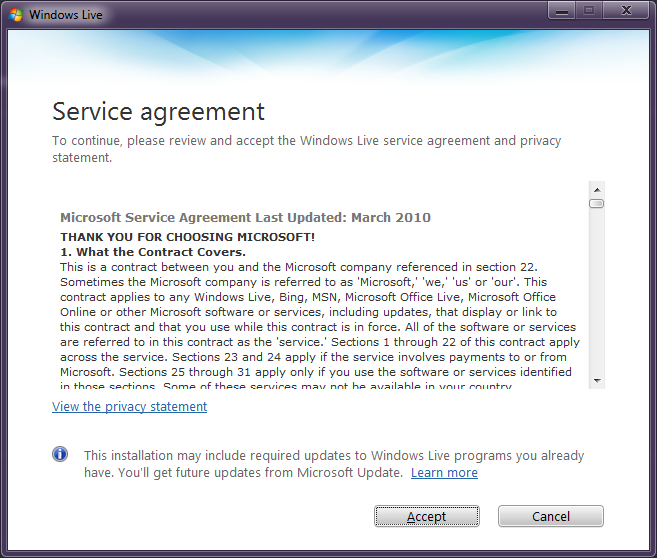 Windows Live
Service agreement
To continue, please review and accept the Windows Live service agreement and privacy
statement.
Microsoft Service Agreement Last Updated: March 2010
THANK YOU FOR CHOOSING MICROSOFT!
1. What the Contract Covers.
This is a contract between you and the Microsoft company referenced in section 22.
Sometimes the Microsoft company is referred to as 'Microsoft,' 'we,' 'us' or 'our'. This
contract applies to any Windows Live, Bing, MSN, Microsoft Office Live, Microsoft Office
Online or other Microsoft software or services, including updates, that display or link to
this contract and that you use while this contract is in force. All of the software or services
are referred to in this contract as the 'service.' Sections 1 through 22 of this contract apply
across the service. Sections 23 and 24 apply if the service involves payments to or from
Microsoft. Sections 25 through 31 apply only if you use the software or services identified
in those sections. Some of these services may not be available in your country.
View the privacy statement
This installation may include required updates to Windows Live programs you already
have. You'll get future updates from Microsoft Update. Learn more
Accept
Cancel